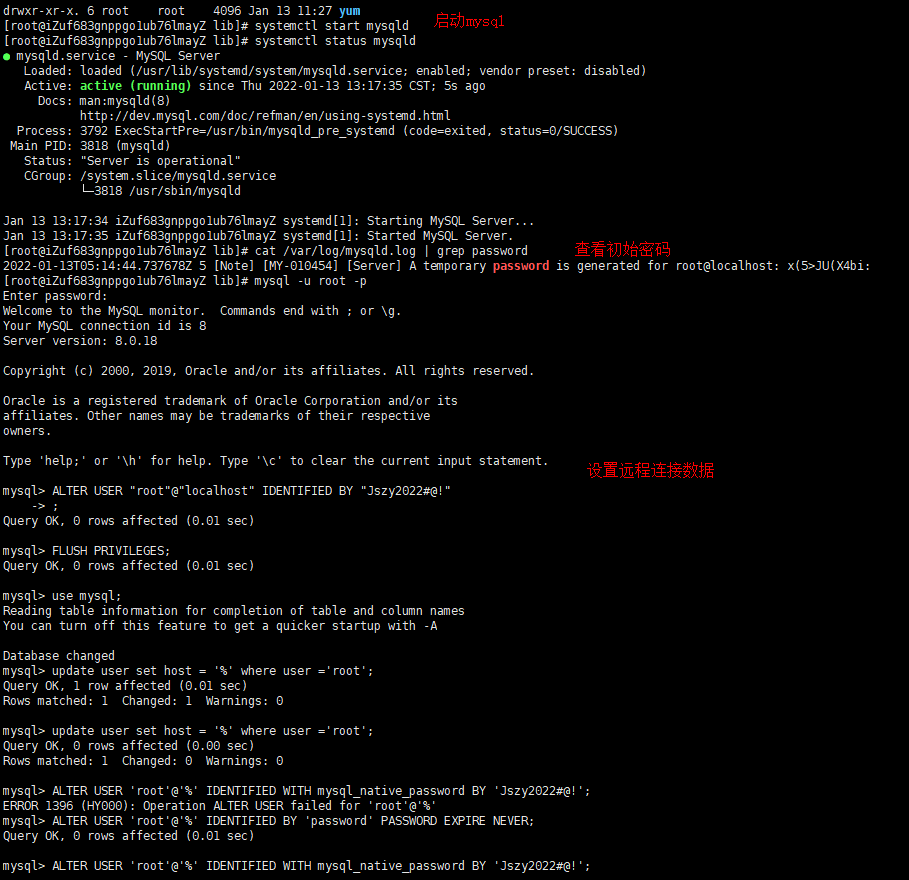 drwxr-xr-x. 6 root    root    4096 Jan 13 11:27 yum
[root@iZuf683gnppgo1ub76lmayZ lib]# systemctl start mysqld 启动mysql
[root@iZuf683gnppgo1ub76lmayZ lib]# systemctl status mysqld
● mysqld.service - MySQL Server
   Loaded: loaded (/usr/lib/systemd/system/mysqld.service; enabled; vendor preset: disabled)
   Active: active (running) since Thu 2022-01-13 13:17:35 CST; 5s ago
     Docs: man:mysqld(8)
           http://dev.mysql.com/doc/refman/en/using-systemd.html
  Process: 3792 ExecStartPre=/usr/bin/mysqld_pre_systemd (code=exited, status=0/SUCCESS)
 Main PID: 3818 (mysqld)
   Status: "Server is operational"
   CGroup: /system.slice/mysqld.service
           └─3818 /usr/sbin/mysqld
Jan 13 13:17:34 iZuf683gnppgo1ub76lmayZ systemd[1]: Starting MySQL Server...
Jan 13 13:17:35 iZuf683gnppgo1ub76lmayZ systemd[1]: Started MySQL Server.
[root@iZuf683gnppgo1ub76lmayZ lib]# cat /var/log/mysqld.log | grep password 查看初始密码
2022-01-13T05:14:44.737678Z 5 [Note] [MY-010454] [Server] A temporary password is generated for root@localhost: x(5>JU(X4bi:
[root@iZuf683gnppgo1ub76lmayZ lib]# mysql -u root -p
Enter password:
Welcome to the MySQL monitor.  Commands end with ; or \g.
Your MySQL connection id is 8
Server version: 8.0.18
Copyright (c) 2000, 2019, Oracle and/or its affiliates. All rights reserved.
Oracle is a registered trademark of Oracle Corporation and/or its
affiliates. Other names may be trademarks of their respective
owners.
Type 'help;' or '\h' for help. Type '\c' to clear the current input statement.
设置远程连接数据
mysql> ALTER USER "root"@"localhost" IDENTIFIED BY "Jszy2022#@!"
    -> ;
Query OK, 0 rows affected (0.01 sec)
mysql> FLUSH PRIVILEGES;
Query OK, 0 rows affected (0.01 sec)
mysql> use mysql;
Reading table information for completion of table and column names
You can turn off this feature to get a quicker startup with -A
Database changed
mysql> update user set host = '%' where user ='root';
Query OK, 1 row affected (0.01 sec)
Rows matched: 1  Changed: 1  Warnings: 0
mysql> update user set host = '%' where user ='root';
Query OK, 0 rows affected (0.00 sec)
Rows matched: 1  Changed: 0  Warnings: 0
mysql> ALTER USER 'root'@'%' IDENTIFIED WITH mysql_native_password BY 'Jszy2022#@!';
ERROR 1396 (HY000): Operation ALTER USER failed for 'root'@'%'
mysql> ALTER USER 'root'@'%' IDENTIFIED BY 'password' PASSWORD EXPIRE NEVER;
Query OK, 0 rows affected (0.01 sec)
mysql> ALTER USER 'root'@'%' IDENTIFIED WITH mysql_native_password BY 'Jszy2022#@!';